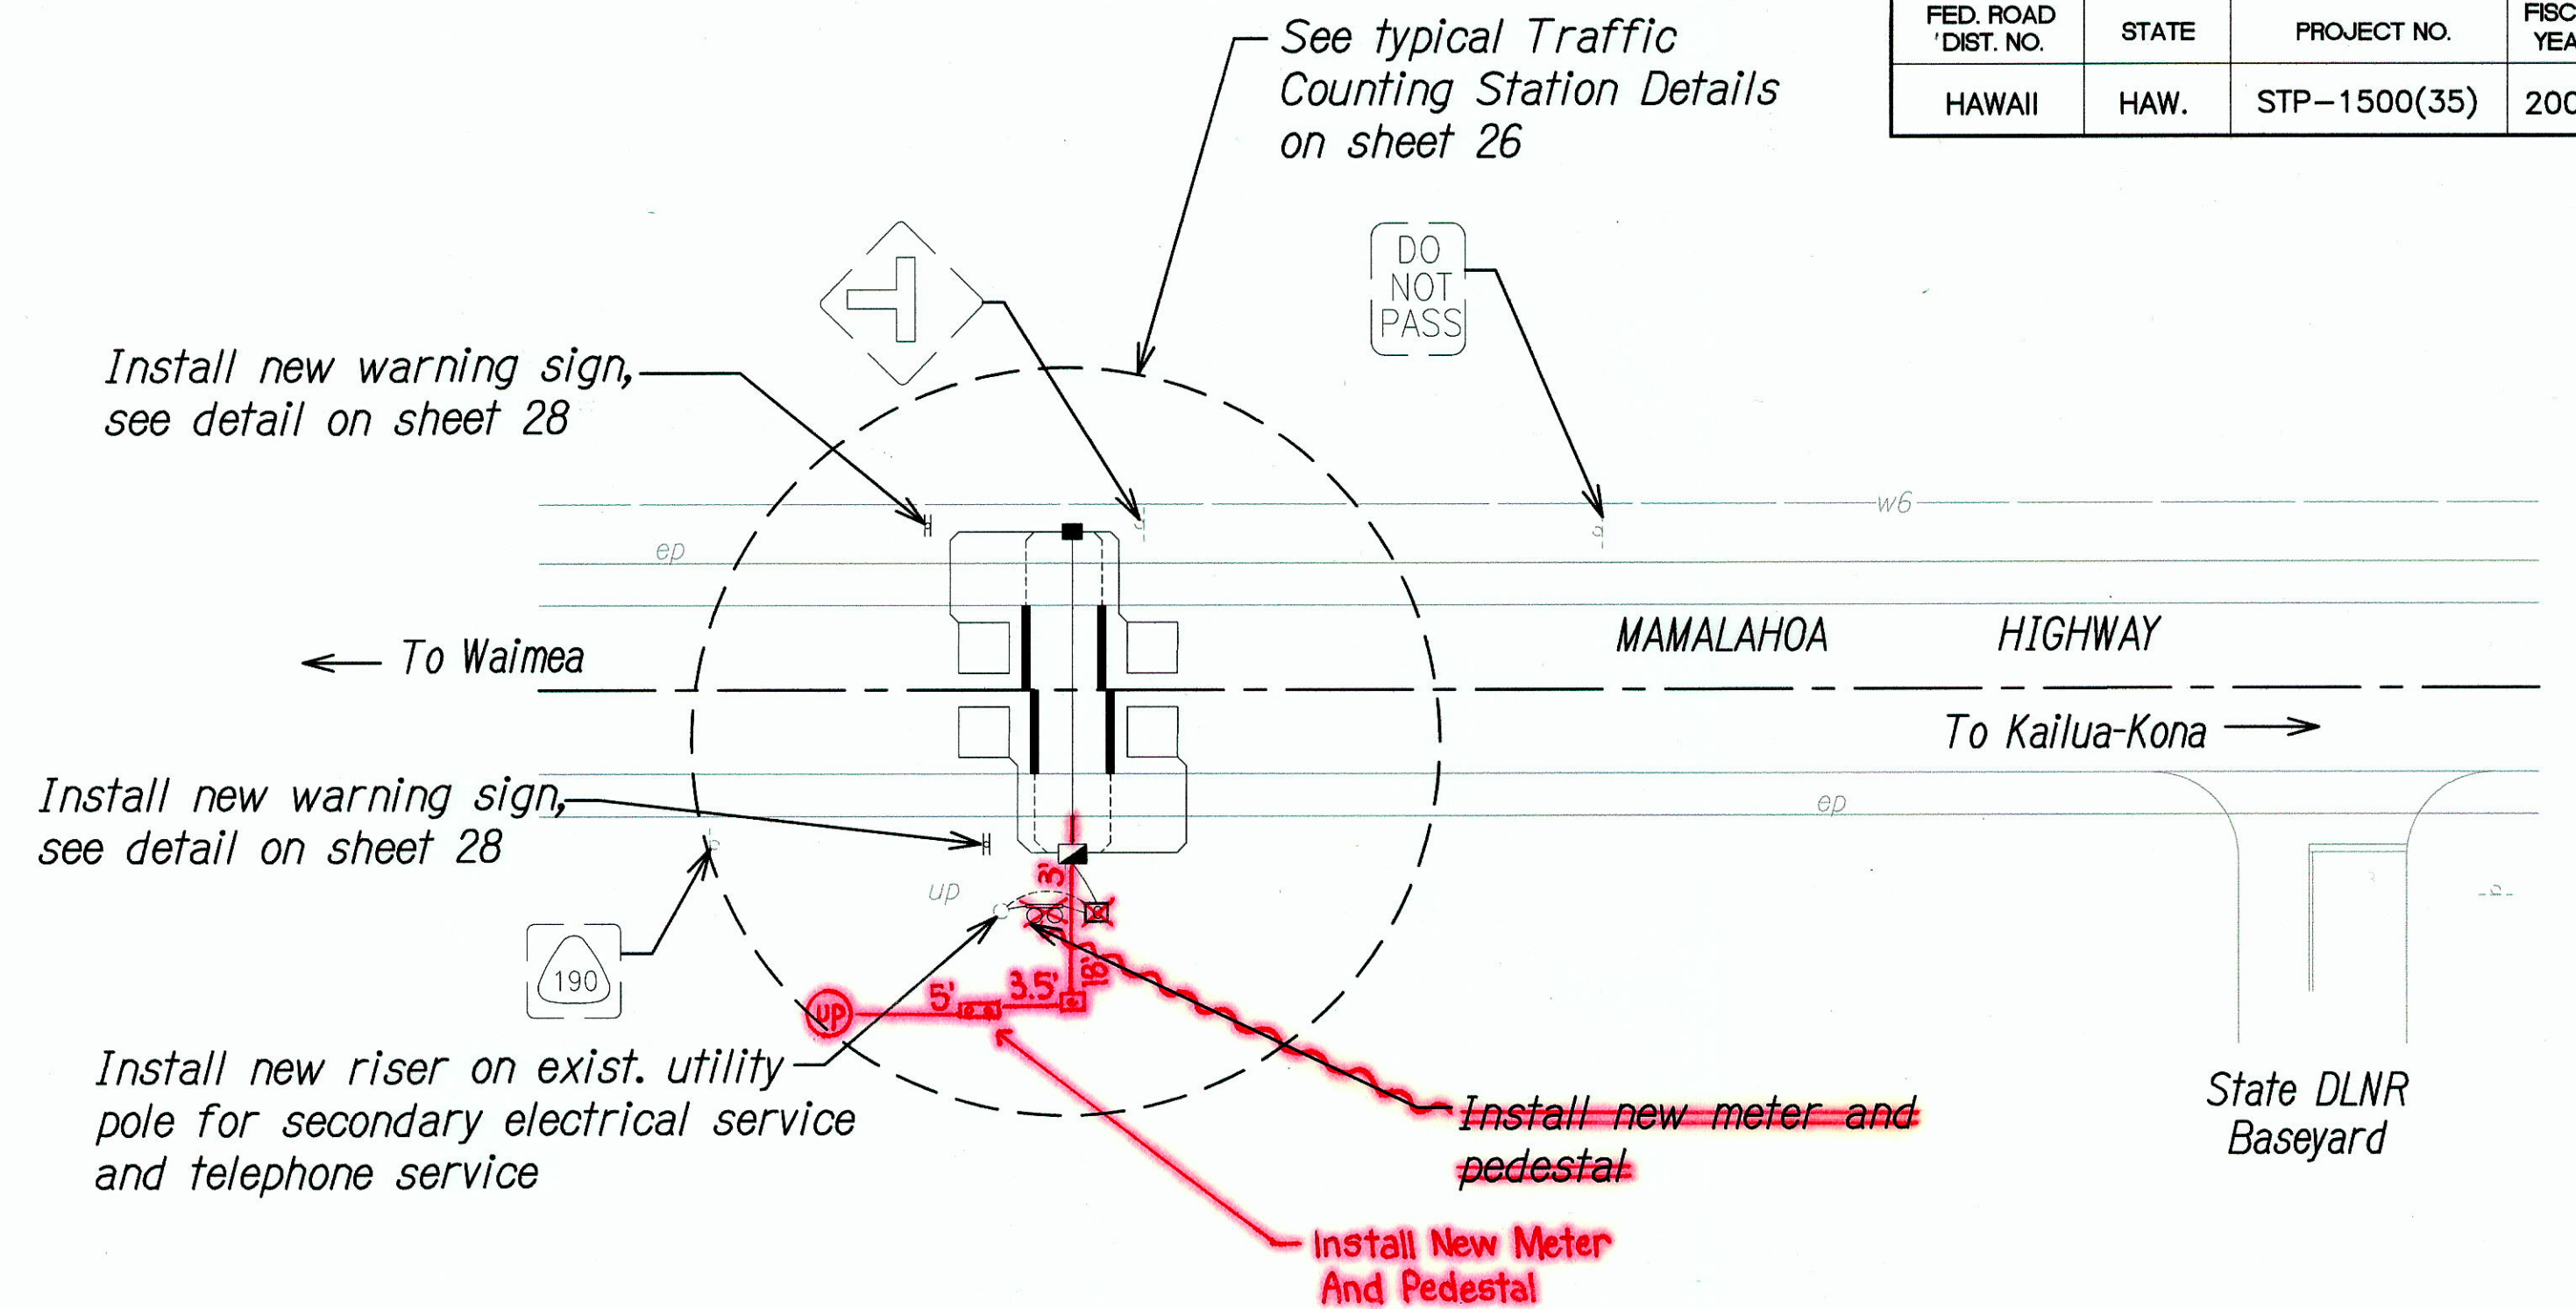 FED. ROAD
DIST. NO.
STATE
PROJECT NO.
HAWAII
HAW.
STP-1500(35)
See typical Traffic
Counting Station Details
on sheet 26
DO
NOT
PASS
Install new warning sign,
see detail on sheet 28
w6
ep
MAMALAHOA HIGHWAY
To Waimea
To Kailua-Kona
Install new warning sign,
see detail on sheet 28
ep
up
3'
18'
190
UP
5'
3.5'
Install new riser on exist. utility
pole for secondary electrical service
and telephone service
Install new meter and
pedestal
State DLNR
Baseyard
Install New Meter
And Pedestal